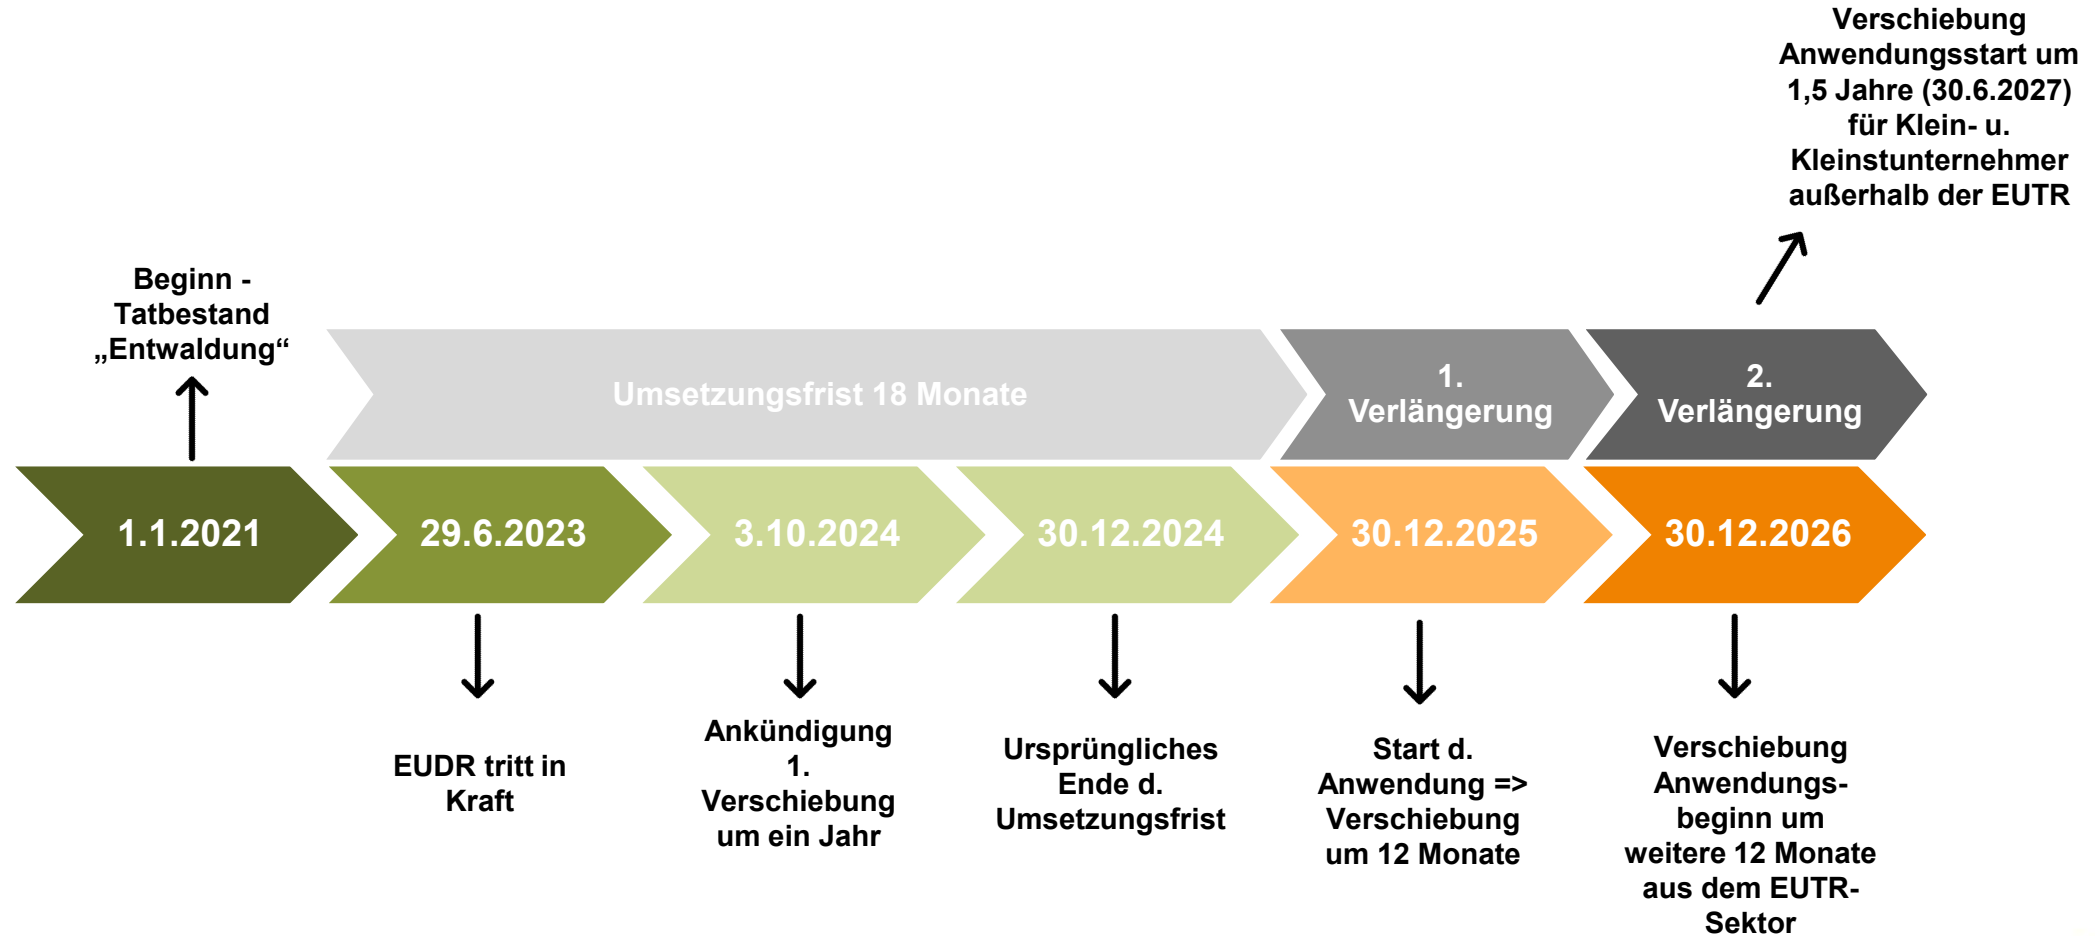 Verschiebung
Anwendungsstart um
1,5 Jahre (30.6.2027)
für Klein- u.
Kleinstunternehmer
außerhalb der EUTR
Beginn -
Tatbestand
„Entwaldung“
Umsetzungsfrist 18 Monate
1.
Verlängerung
2.
Verlängerung
1.1.2021
29.6.2023
3.10.2024
30.12.2024
30.12.2025
30.12.2026
EUDR tritt in
Kraft
Ankündigung
1.
Verschiebung
um ein Jahr
Ursprüngliches
Ende d.
Umsetzungsfrist
Start d.
Anwendung =>
Verschiebung
um 12 Monate
Verschiebung
Anwendungs-
beginn um
weitere 12 Monate
aus dem EUTR-
Sektor